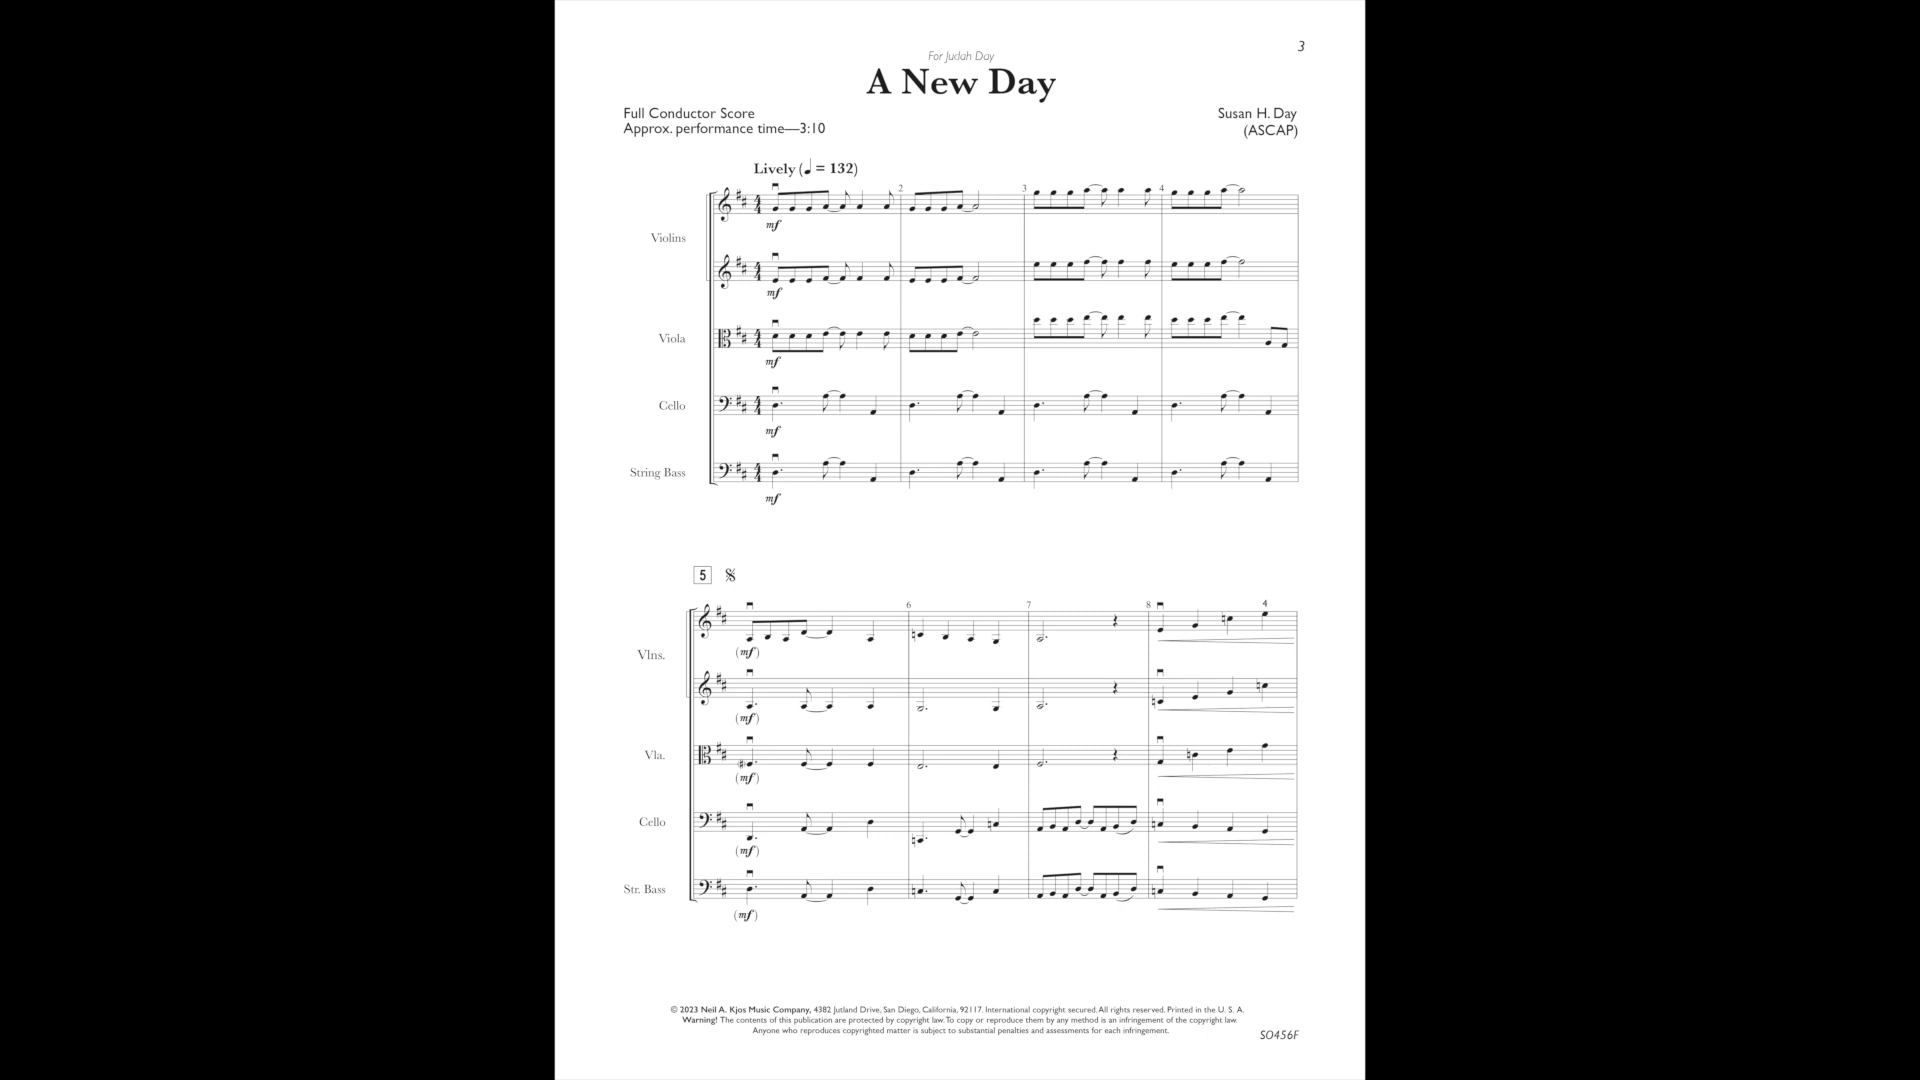 3
For Judah Day
A New Day
Full Conductor Score
Approx. performance time—3:10
Susan H. Day
(ASCAP)
Lively (♩ = 132)
2
3
4
Violins
mf
mf
Viola
mf
Cello
mf
String Bass
mf
5
6
7
8
4
Vlns.
(mf)
(mf)
Vla.
(mf)
Cello
(mf)
Str. Bass
(mf)
© 2023 Neil A. Kjos Music Company, 4382 Jutland Drive, San Diego, California, 92117. International copyright secured. All rights reserved. Printed in the U. S. A.
Warning! The contents of this publication are protected by copyright law. To copy or reproduce them by any method is an infringement of the copyright law.
Anyone who reproduces copyrighted matter is subject to substantial penalties and assessments for each infringement.
SO456F